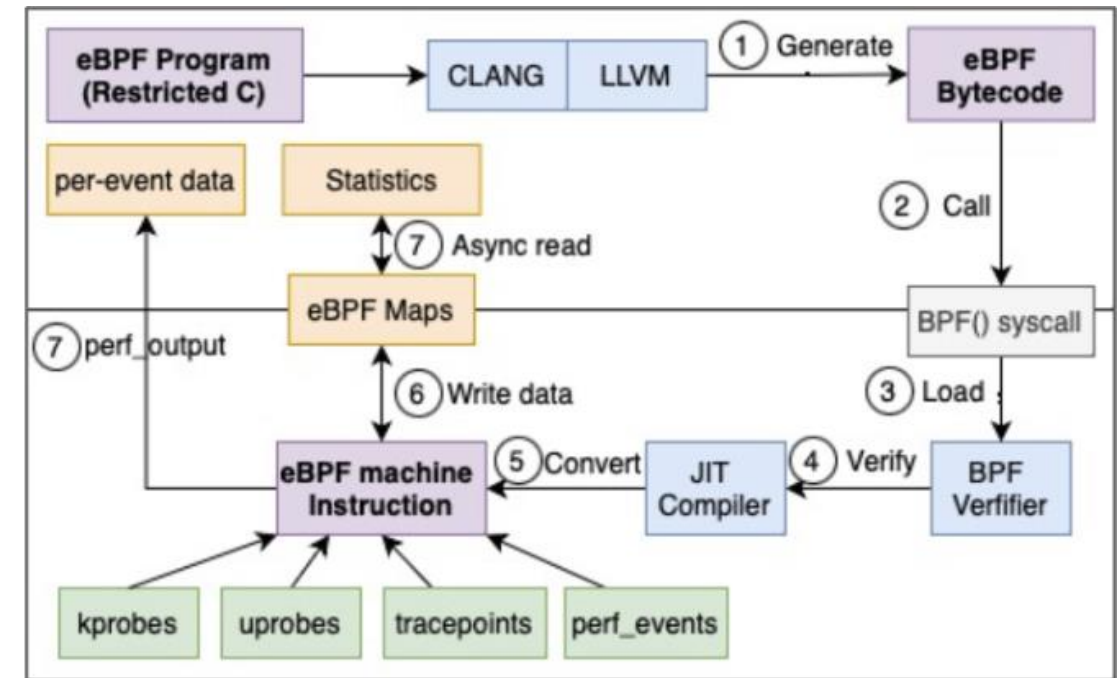 eBPF Program
(Restricted C)
CLANG
LLVM
1 Generate
eBPF
Bytecode
per-event data
Statistics
2 Call
7 Async read
eBPF Maps
BPF() syscall
7 perf_output
6 Write data
3 Load
eBPF machine
Instruction
5 Convert
JIT
Compiler
4 Verify
BPF
Verfifier
kprobes
uprobes
tracepoints
perf_events